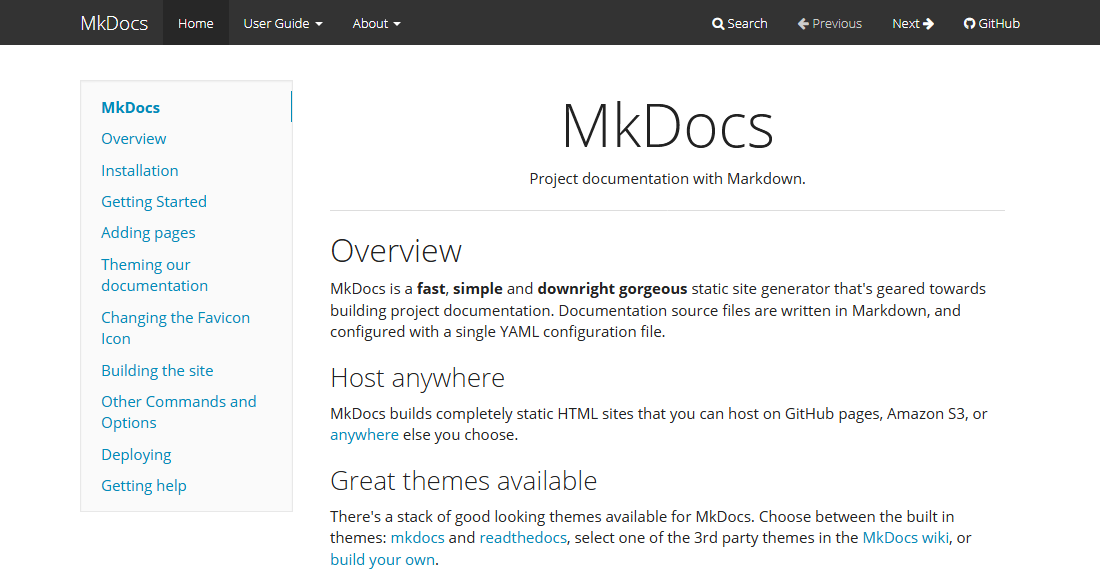 MkDocs Home User Guide About Search Previous Next GitHub
MkDocs
Overview
Installation
Getting Started
Adding pages
Theming our
documentation
Changing the Favicon
Icon
Building the site
Other Commands and
Options
Deploying
Getting help
MkDocs
Project documentation with Markdown.
Overview
MkDocs is a fast, simple and downright gorgeous static site generator that's geared towards
building project documentation. Documentation source files are written in Markdown, and
configured with a single YAML configuration file.
Host anywhere
MkDocs builds completely static HTML sites that you can host on GitHub pages, Amazon S3, or
anywhere else you choose.
Great themes available
There's a stack of good looking themes available for MkDocs. Choose between the built in
themes: mkdocs and readthedocs, select one of the 3rd party themes in the MkDocs wiki, or
build your own.